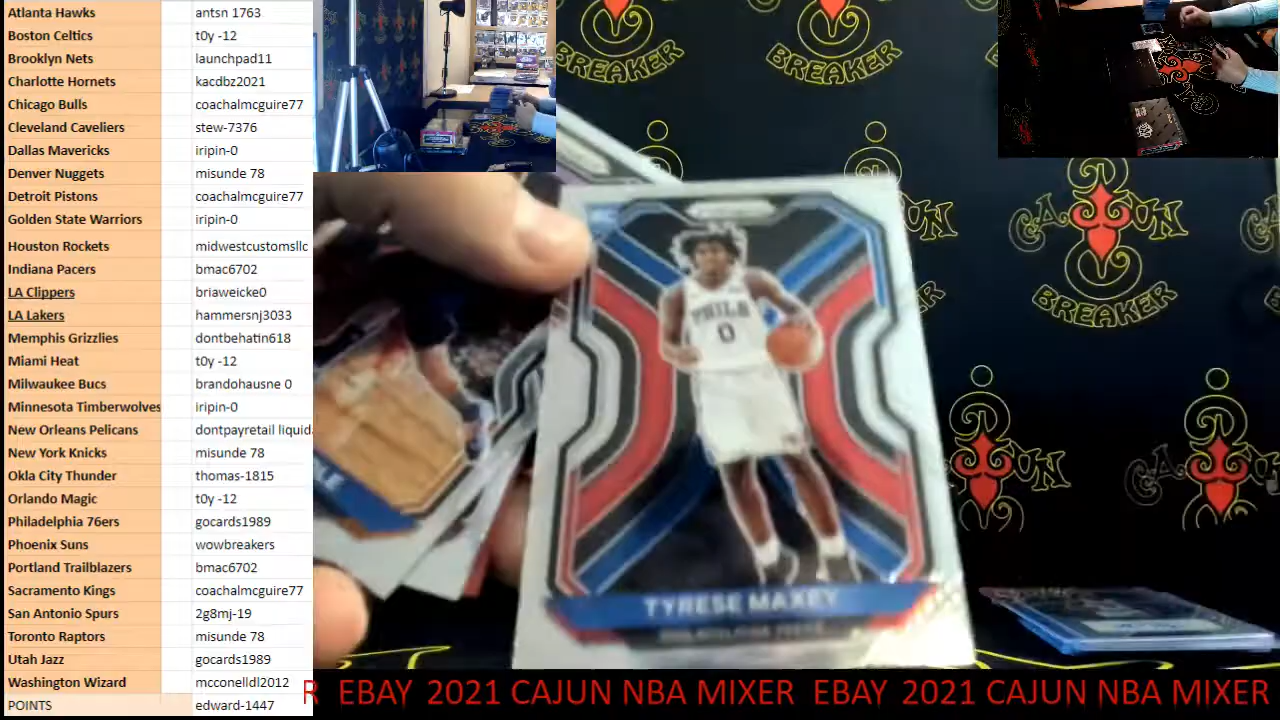 Atlanta Hawks antsn 1763
Boston Celtics t0y -12
Brooklyn Nets launchpad11
Charlotte Hornets kacdbz2021
Chicago Bulls coachalmcguire77
Cleveland Caveliers stew-7376
Dallas Mavericks iripin-0
Denver Nuggets misunde 78
Detroit Pistons coachalmcguire77
Golden State Warriors iripin-0
Houston Rockets midwestcustomsllc
Indiana Pacers bmac6702
LA Clippers briaweicke0
LA Lakers hammersnj3033
Memphis Grizzlies dontbehatin618
Miami Heat t0y -12
Milwaukee Bucs brandohausne 0
Minnesota Timberwolves iripin-0
New Orleans Pelicans dontpayretail liquid
New York Knicks misunde 78
Okla City Thunder thomas-1815
Orlando Magic t0y -12
Philadelphia 76ers gocards1989
Phoenix Suns wowbreakers
Portland Trailblazers bmac6702
Sacramento Kings coachalmcguire77
San Antonio Spurs 2g8mj-19
Toronto Raptors misunde 78
Utah Jazz gocards1989
Washington Wizard mcconelldl2012
POINTS edward-1447
BREAKER
BREAKER
CAJUN
BREAKER
CAJUN
CAJUN
PHILA
0
TYRESE MAXEY
R EBAY 2021 CAJUN NBA MIXER EBAY 2021 CAJUN NBA MIXER